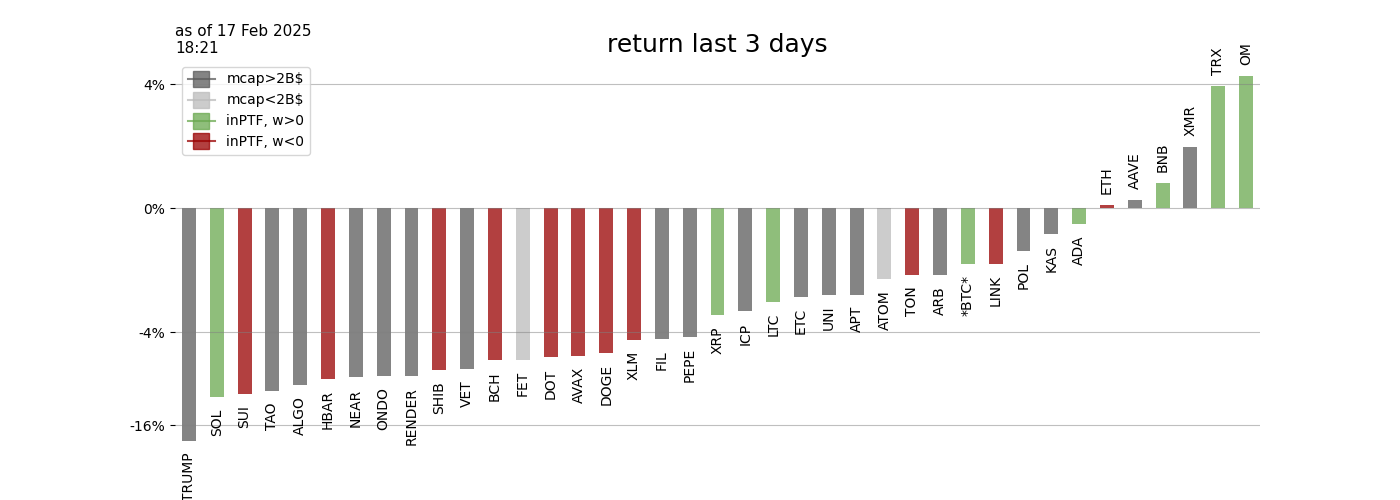 as of 17 Feb 2025
18:21
return last 3 days
mcap>2B$
mcap<2B$
inPTF, w>0
inPTF, w<0
4%
0%
-4%
-16%
TRUMP
SOL
SUI
TAO
ALGO
HBAR
NEAR
ONDO
RENDER
SHIB
VET
BCH
FET
DOT
AVAX
DOGE
XLM
FIL
PEPE
XRP
ICP
LTC
ETC
UNI
APT
ATOM
TON
ARB
*BTC*
LINK
POL
KAS
ADA
ETH
AAVE
BNB
XMR
TRX
OM